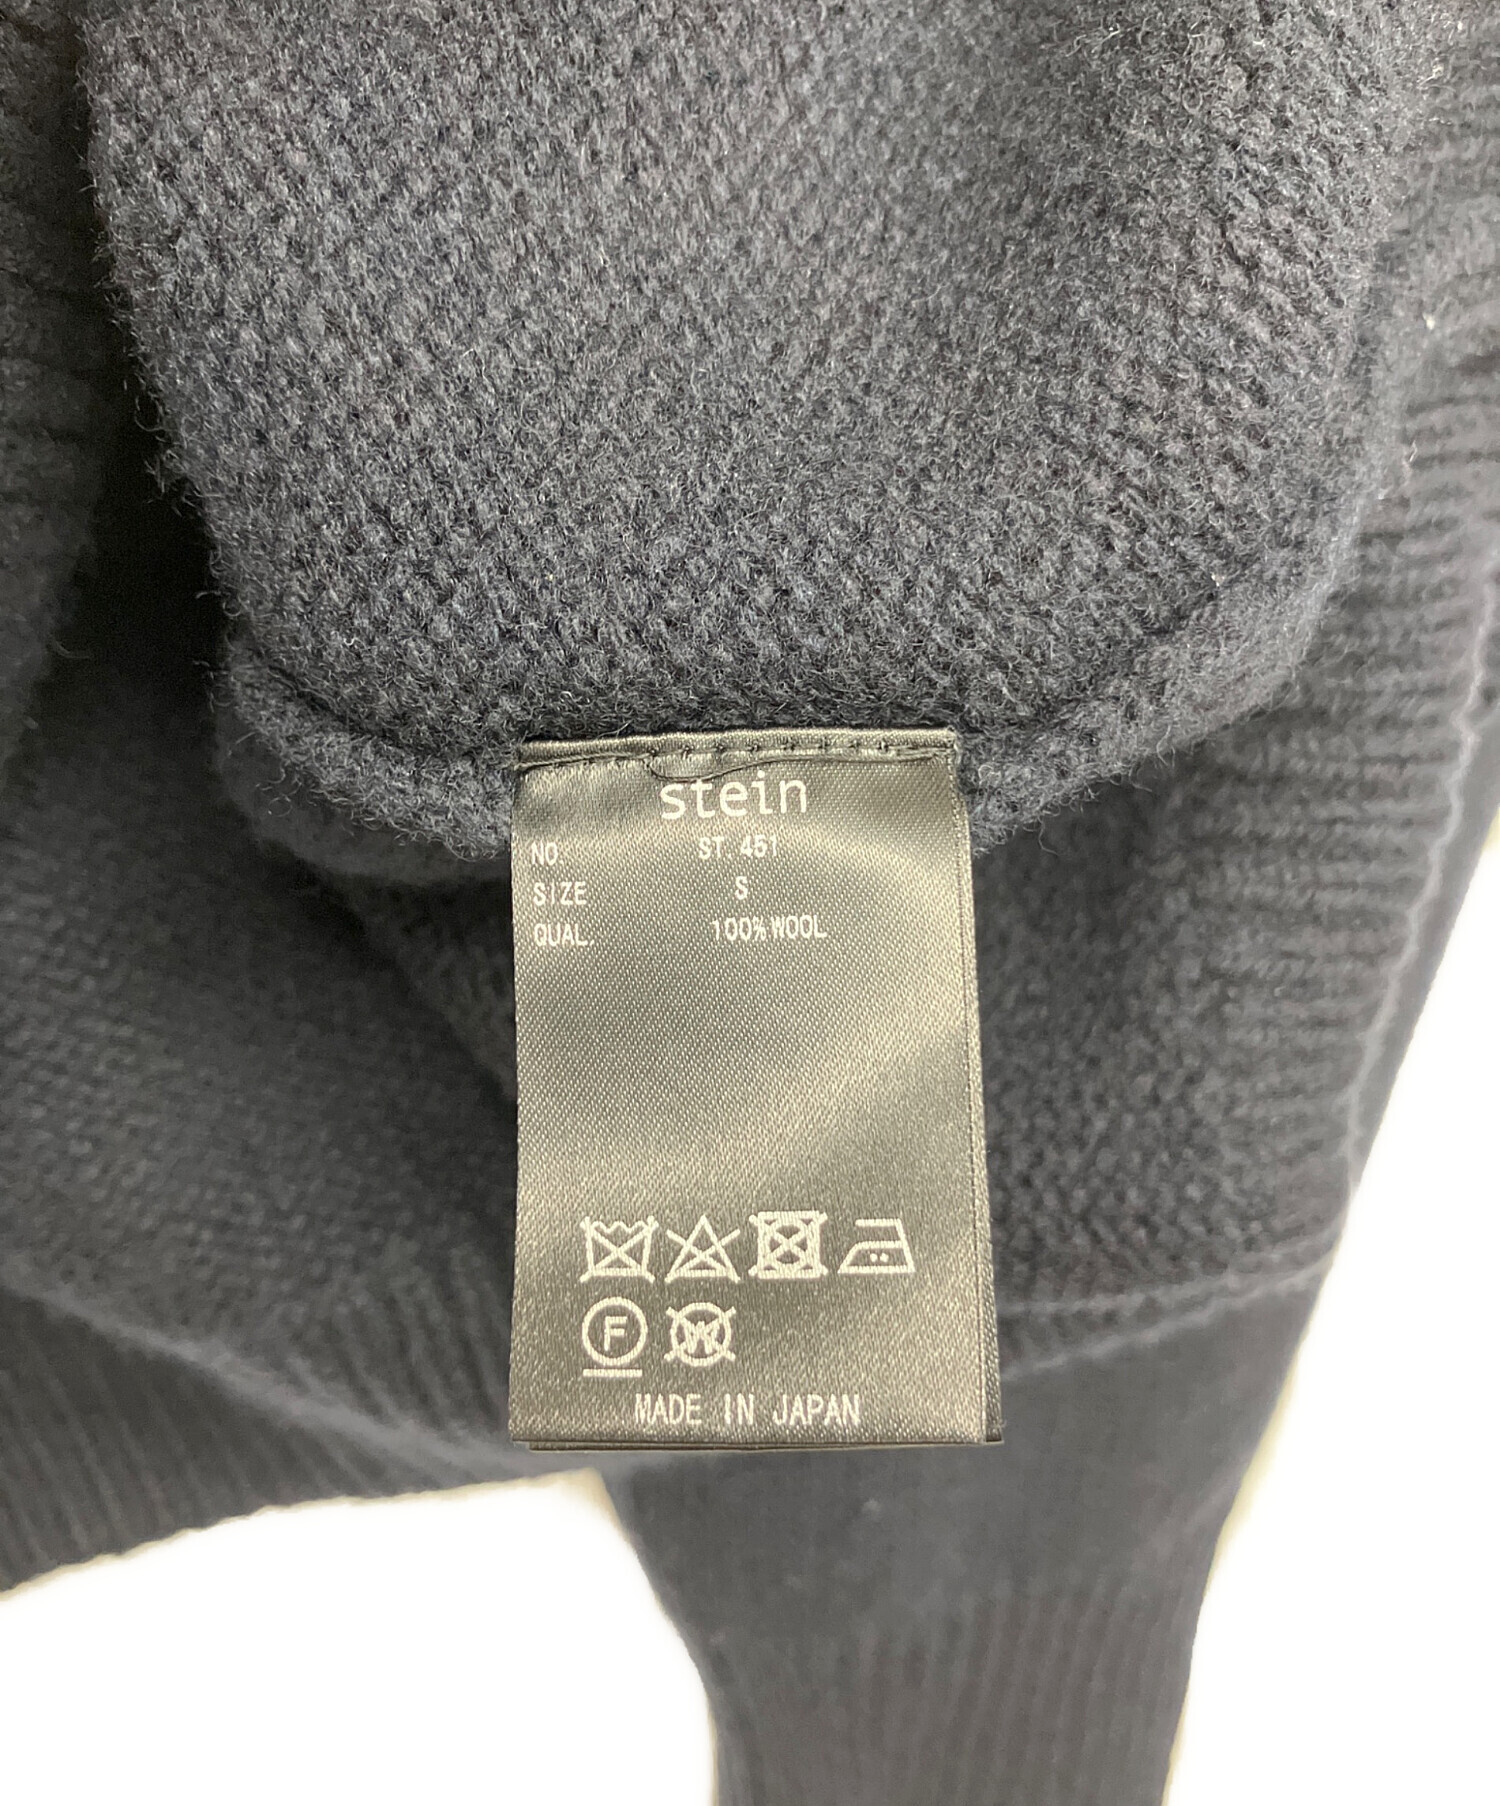 stein
NO. ST.451
SIZE S
QUAL. 100% WOOL
F W
MADE IN JAPAN